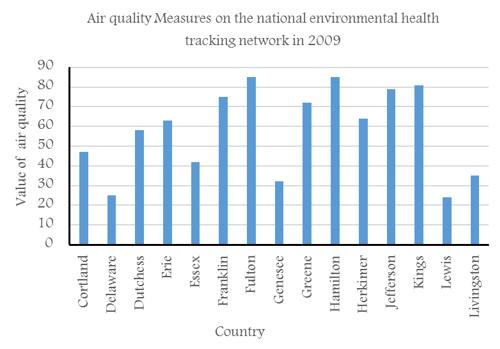 Air quality Measures on the national environmental health
tracking network in 2009
Value of air quality
90
80
70
60
50
40
30
20
10
0
Cortland
Delaware
Dutchess
Erie
Essex
Franklin
Fulton
Genesee
Greene
Hamilton
Herkimer
Jefferson
Kings
Lewis
Livingston
Country